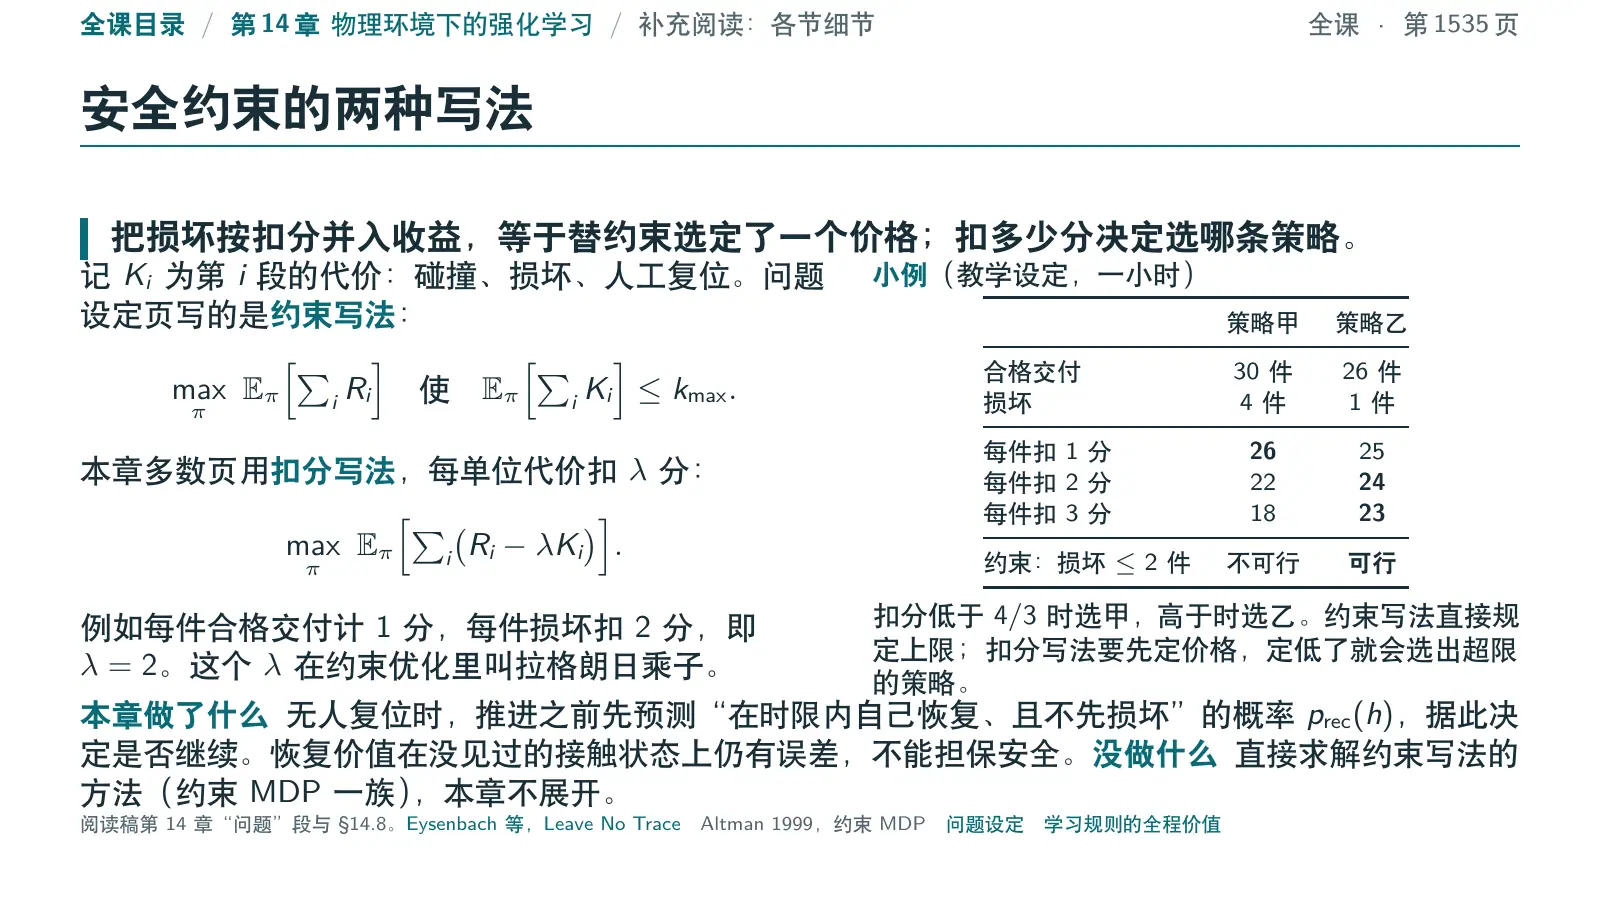 全课目录 / 第 14 章 物理环境下的强化学习 / 补充阅读：各节细节
全课 · 第 1535 页
安全约束的两种写法
把损坏按扣分并入收益，等于替约束选定了一个价格；扣多少分决定选哪条策略。
记 K_i 为第 i 段的代价：碰撞、损坏、人工复位。问题
设定页写的是约束写法：
max_π 𝔼_π[∑_i R_i] 使 𝔼_π[∑_i K_i] ≤ k_max.
本章多数页用扣分写法，每单位代价扣 λ 分：
max_π 𝔼_π[∑_i(R_i − λK_i)].
例如每件合格交付计 1 分，每件损坏扣 2 分，即
λ = 2。这个 λ 在约束优化里叫拉格朗日乘子。
小例（教学设定，一小时）
策略甲 策略乙
合格交付 30 件 26 件
损坏 4 件 1 件
每件扣 1 分 26 25
每件扣 2 分 22 24
每件扣 3 分 18 23
约束：损坏 ≤ 2 件 不可行 可行
扣分低于 4/3 时选甲，高于时选乙。约束写法直接规
定上限；扣分写法要先定价格，定低了就会选出超限
的策略。
本章做了什么 无人复位时，推进之前先预测“在时限内自己恢复、且不先损坏”的概率 p_rec(h)，据此决
定是否继续。恢复价值在没见过的接触状态上仍有误差，不能担保安全。没做什么 直接求解约束写法的
方法（约束 MDP 一族），本章不展开。
阅读稿第 14 章“问题”段与 §14.8。Eysenbach 等，Leave No Trace Altman 1999，约束 MDP 问题设定 学习规则的全程价值